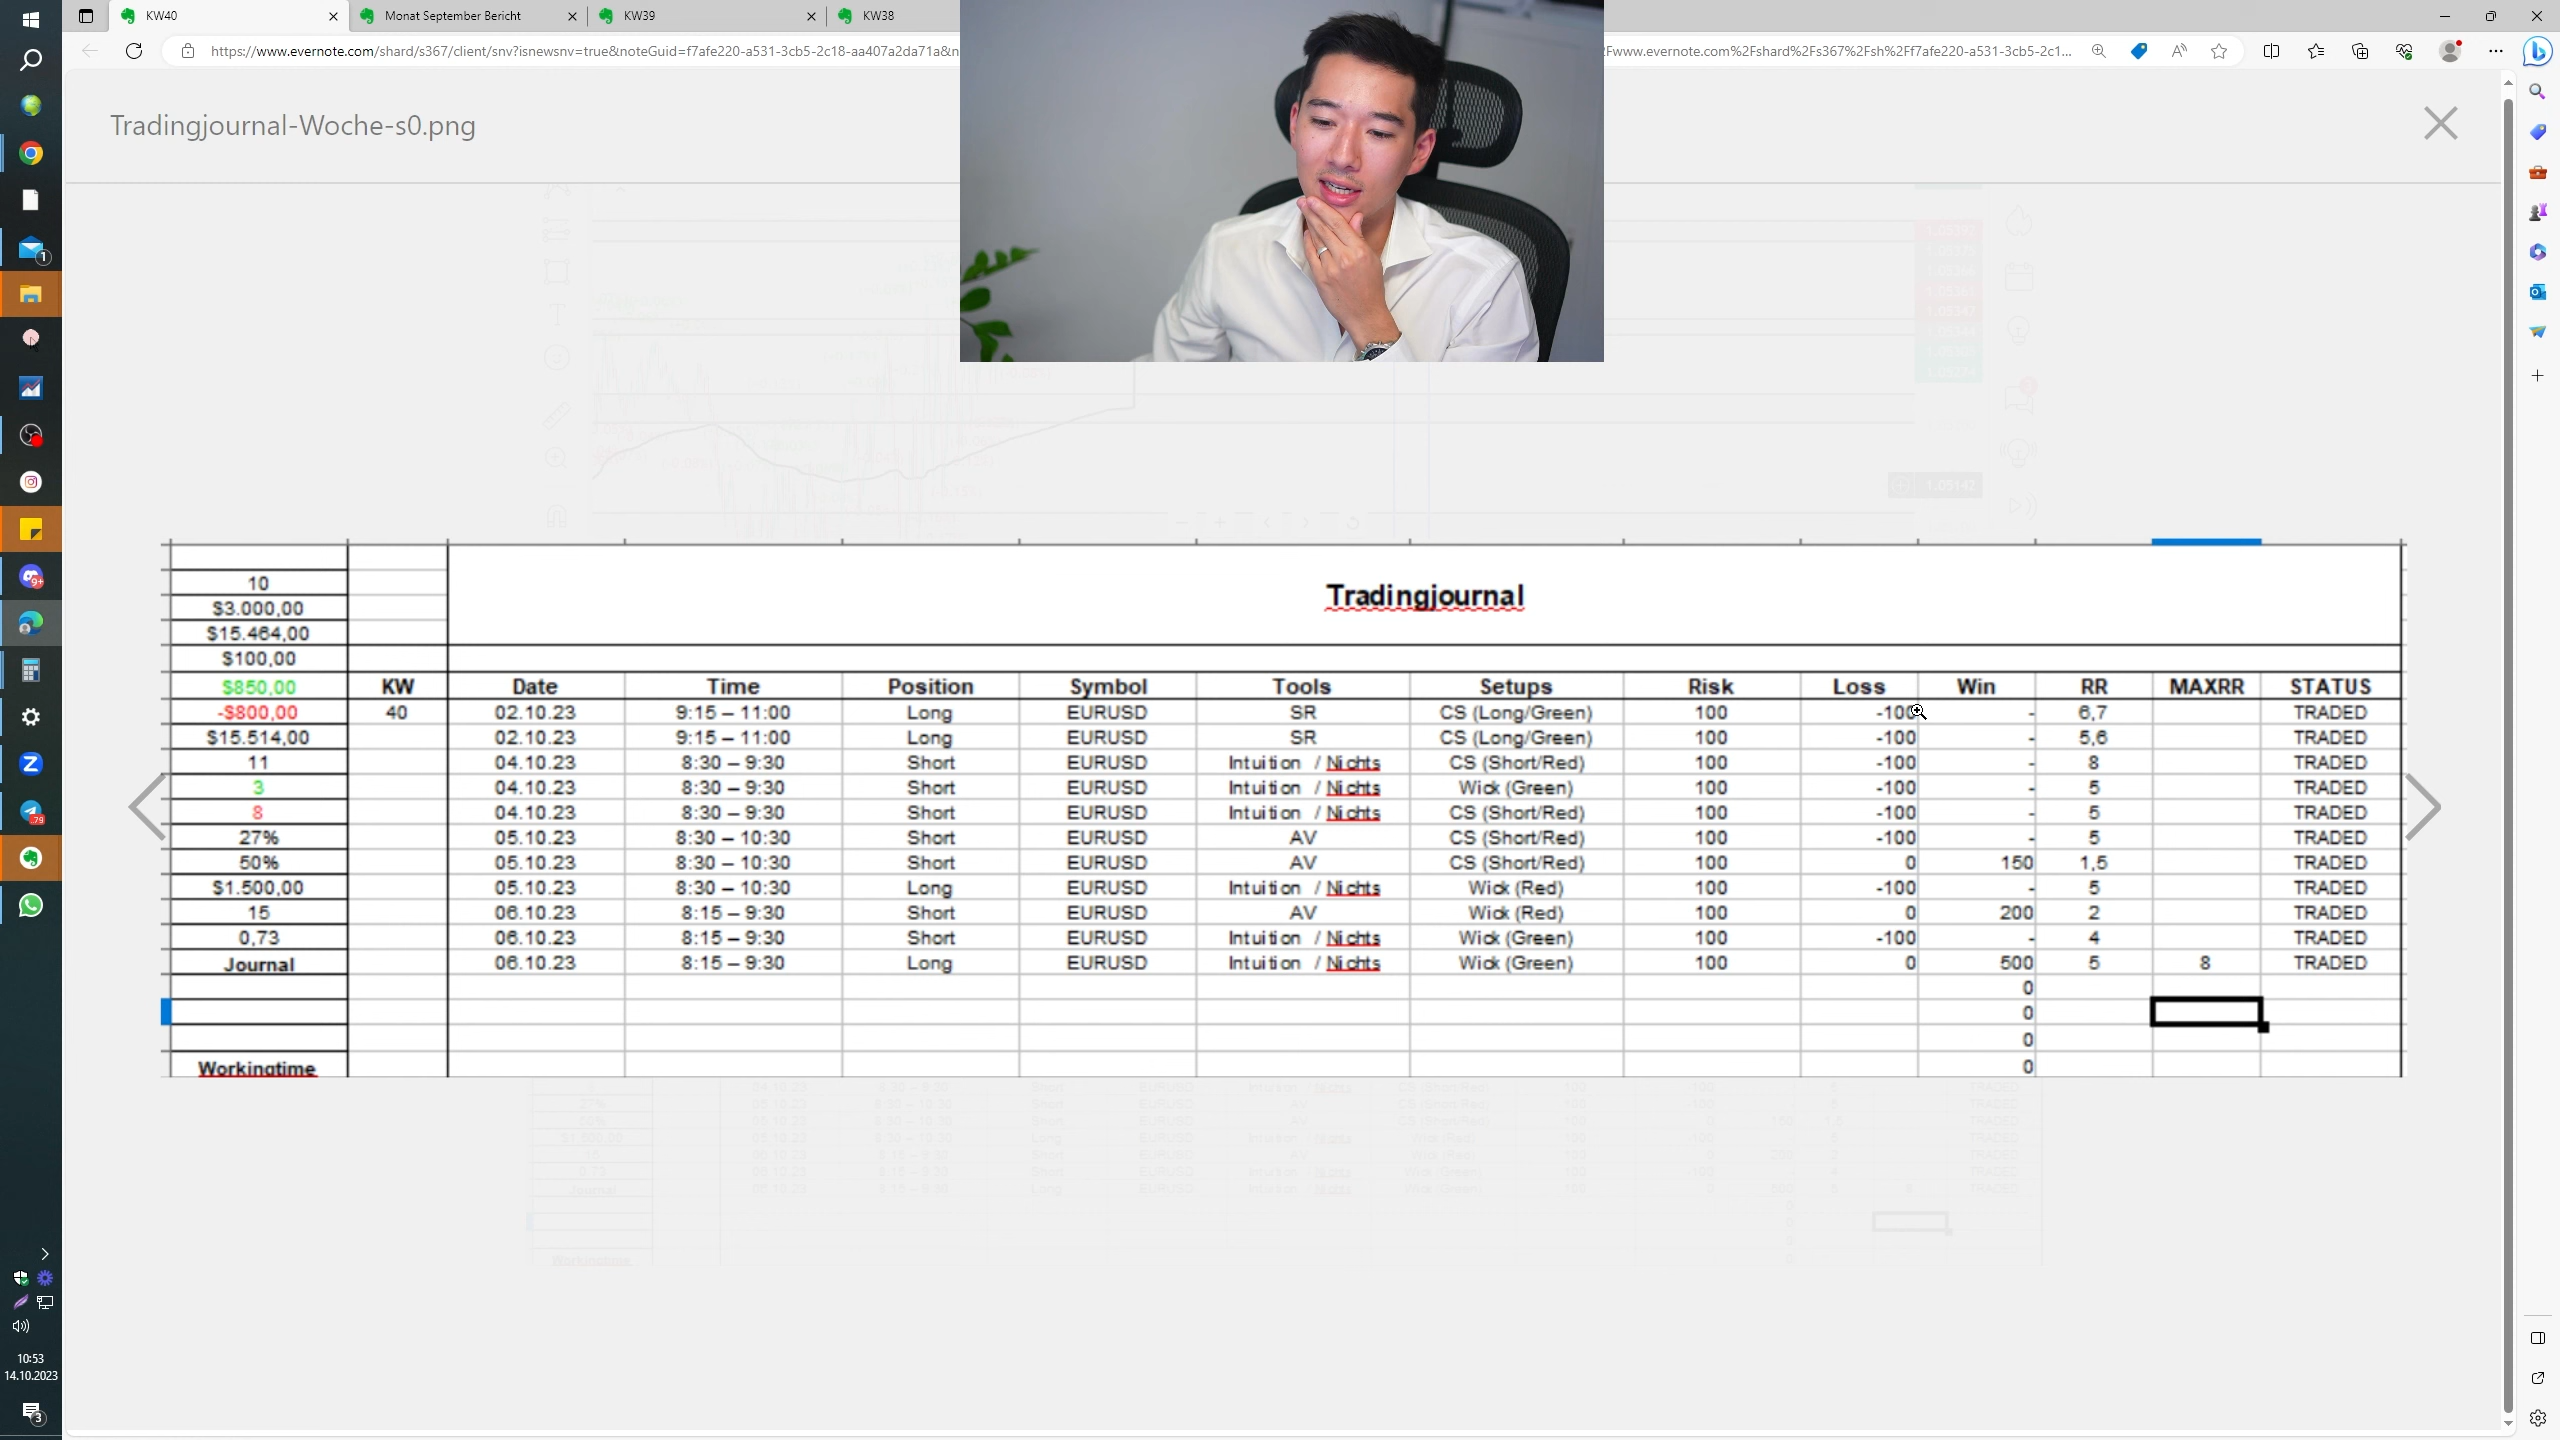 KW40
Monat September Bericht
KW39
KW38
https://www.evernote.com/shard/s367/client/snv?isnewsnv=true&noteGuid=f7afe220-a531-3cb5-2c18-aa407a2da71a&n
Fwww.evernote.com%2Fshard%2Fs367%2Fsh%2Ff7afe220-a531-3cb5-2c1...
Tradingjournal-Woche-s0.png
10
Tradingjournal
$3.000,00
$15.464,00
$100,00
$850,00 KW Date Time Position Symbol Tools Setups Risk Loss Win RR MAXRR STATUS
-$800,00 40 02.10.23 9:15 – 11:00 Long EURUSD SR CS (Long/Green) 100 -100 - 6,7 TRADED
$15.514,00 02.10.23 9:15 – 11:00 Long EURUSD SR CS (Long/Green) 100 -100 - 5,6 TRADED
11 04.10.23 8:30 – 9:30 Short EURUSD Intuition / Nichts CS (Short/Red) 100 -100 - 8 TRADED
3 04.10.23 8:30 – 9:30 Short EURUSD Intuition / Nichts Wick (Green) 100 -100 - 5 TRADED
8 04.10.23 8:30 – 9:30 Short EURUSD Intuition / Nichts CS (Short/Red) 100 -100 - 5 TRADED
27% 05.10.23 8:30 – 10:30 Short EURUSD AV CS (Short/Red) 100 -100 - 5 TRADED
50% 05.10.23 8:30 – 10:30 Short EURUSD AV CS (Short/Red) 100 0 150 1,5 TRADED
$1.500,00 05.10.23 8:30 – 10:30 Long EURUSD Intuition / Nichts Wick (Red) 100 -100 - 5 TRADED
15 06.10.23 8:15 – 9:30 Short EURUSD AV Wick (Red) 100 0 200 2 TRADED
0,73 06.10.23 8:15 – 9:30 Short EURUSD Intuition / Nichts Wick (Green) 100 -100 - 4 TRADED
Journal 06.10.23 8:15 – 9:30 Long EURUSD Intuition / Nichts Wick (Green) 100 0 500 5 8 TRADED
0
0
0
Workingtime 0
10:53
14.10.2023
3